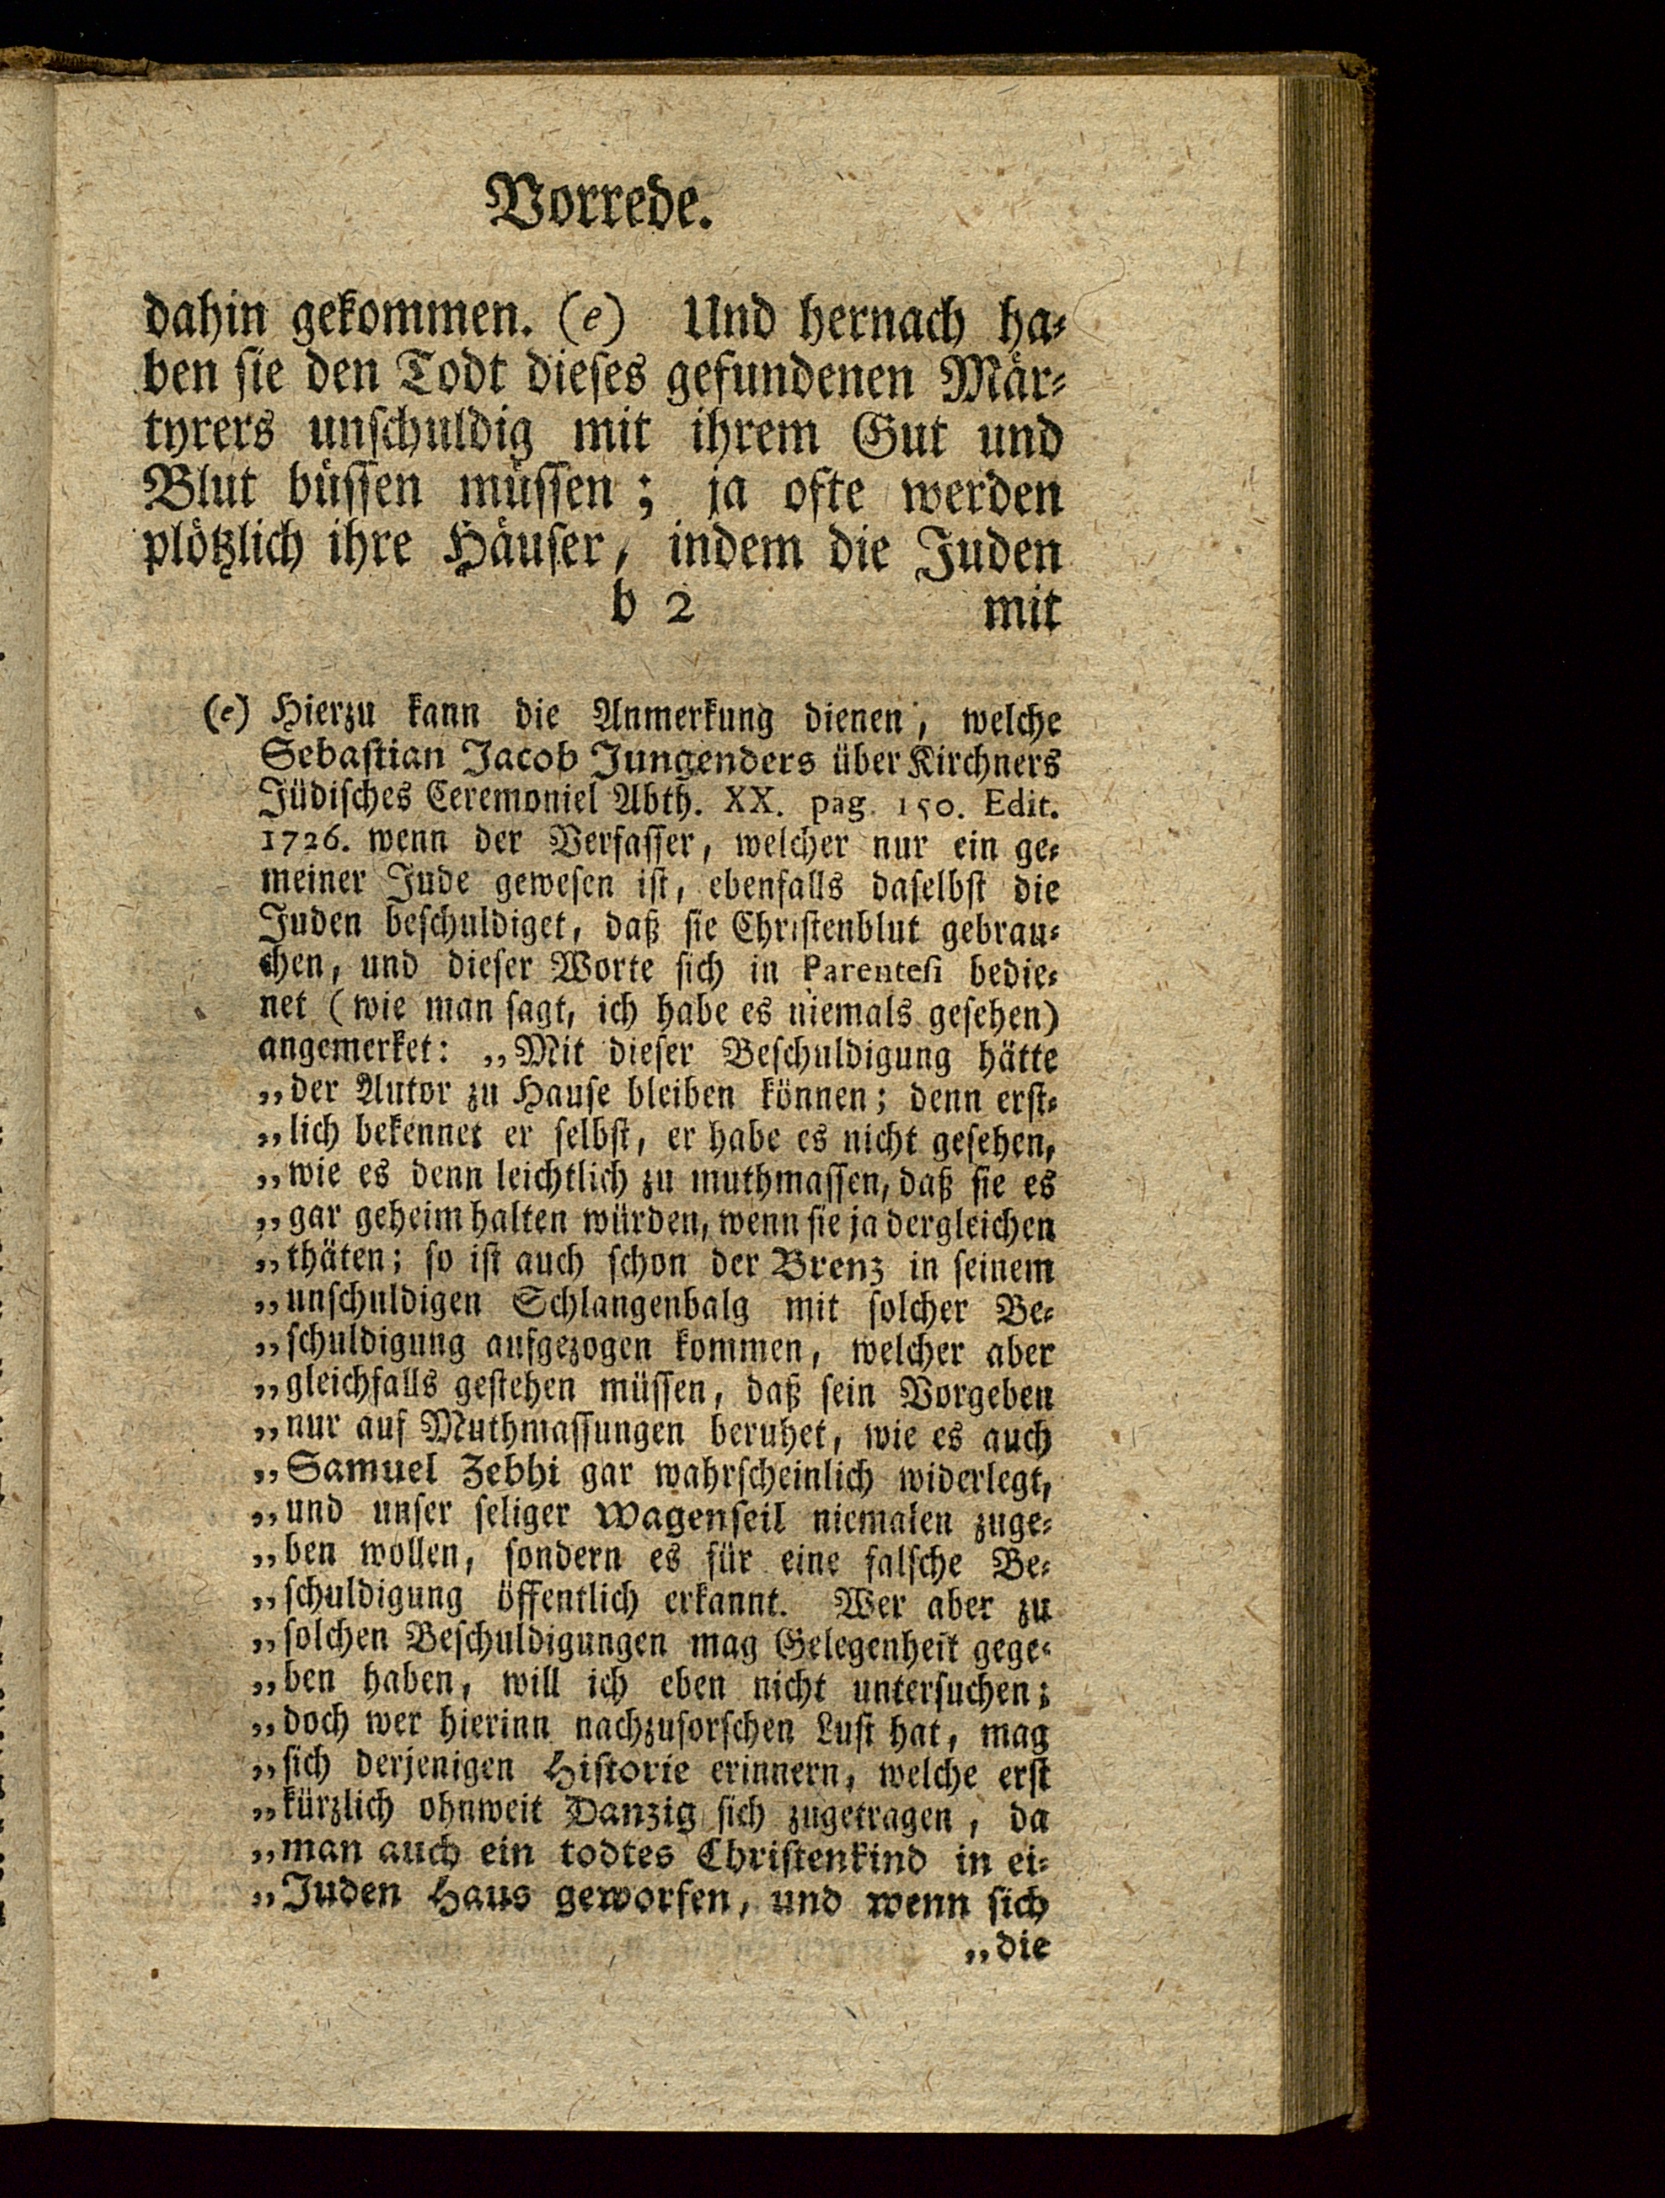 Vorrede.
dahin gekommen. (e) Und hernach ha⸗
ben sie den Todt dieses gefundenen Mär⸗
tyrers unschuldig mit ihrem Gut und
Blut büssen müssen; ja ofte werden
plötzlich ihre Häuser, indem die Juden
b 2 mit
(e) Hierzu kann die Anmerkung dienen, welche
Sebastian Jacob Jungenders über Kirchners
Jüdisches Ceremoniel Abth. XX. pag. 150. Edit.
1726. wenn der Verfasser, welcher nur ein ge⸗
meiner Jude gewesen ist, ebenfalls daselbst die
Juden beschuldiget, daß sie Christenblut gebrau⸗
chen, und dieser Worte sich in Parentesi bedie⸗
net (wie man sagt, ich habe es niemals gesehen)
angemerket: „Mit dieser Beschuldigung hätte
„der Autor zu Hause bleiben können; denn erst⸗
„lich bekennet er selbst, er habe es nicht gesehen,
„wie es denn leichtlich zu muthmassen, daß sie es
„gar geheim halten würden, wenn sie ja dergleichen
„thäten; so ist auch schon der Brenz in seinem
„unschuldigen Schlangenbalg mit solcher Be⸗
„schuldigung aufgezogen kommen, welcher aber
„gleichfalls gestehen müssen, daß sein Vorgeben
„nur auf Muthmassungen beruhet, wie es auch
„Samuel Zebhi gar wahrscheinlich widerlegt,
„und unser seliger Wagenseil niemalen zuge⸗
„ben wollen, sondern es für eine falsche Be⸗
„schuldigung öffentlich erkannt. Wer aber zu
„solchen Beschuldigungen mag Gelegenheit gege⸗
„ben haben, will ich eben nicht untersuchen;
„doch wer hierinn nachzuforschen Lust hat, mag
„sich derjenigen Historie erinnern, welche erst
„kürzlich ohnweit Danzig sich zugetragen, da
„man auch ein todtes Christenkind in ei⸗
„Juden Haus geworfen, und wenn sich
„die